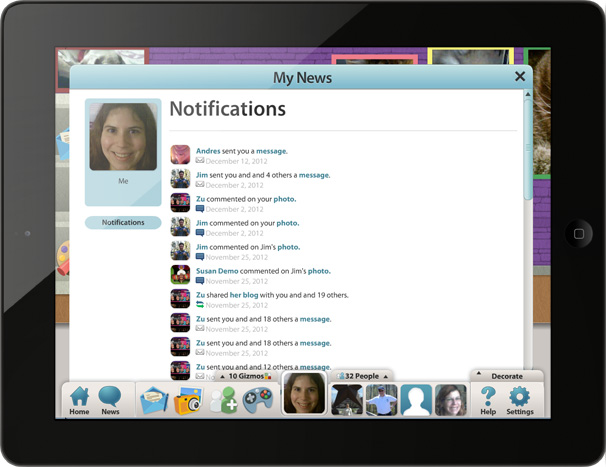 My News
Notifications
Me
Notifications
Andres sent you a message.
December 12, 2012
Jim sent you and and 4 others a message.
December 2, 2012
Zu commented on your photo.
December 2, 2012
Jim commented on your photo.
November 25, 2012
Jim commented on Jim's photo.
November 25, 2012
Susan Demo commented on Jim's photo.
November 25, 2012
Zu shared her blog with you and and 19 others.
November 25, 2012
Zu sent you and and 18 others a message.
November 25, 2012
Zu sent you and and 18 others a message.
November 25, 2012
Zu sent you and and 12 others a message.
10 Gizmos
32 People
Decorate
Home
News
Help
Settings